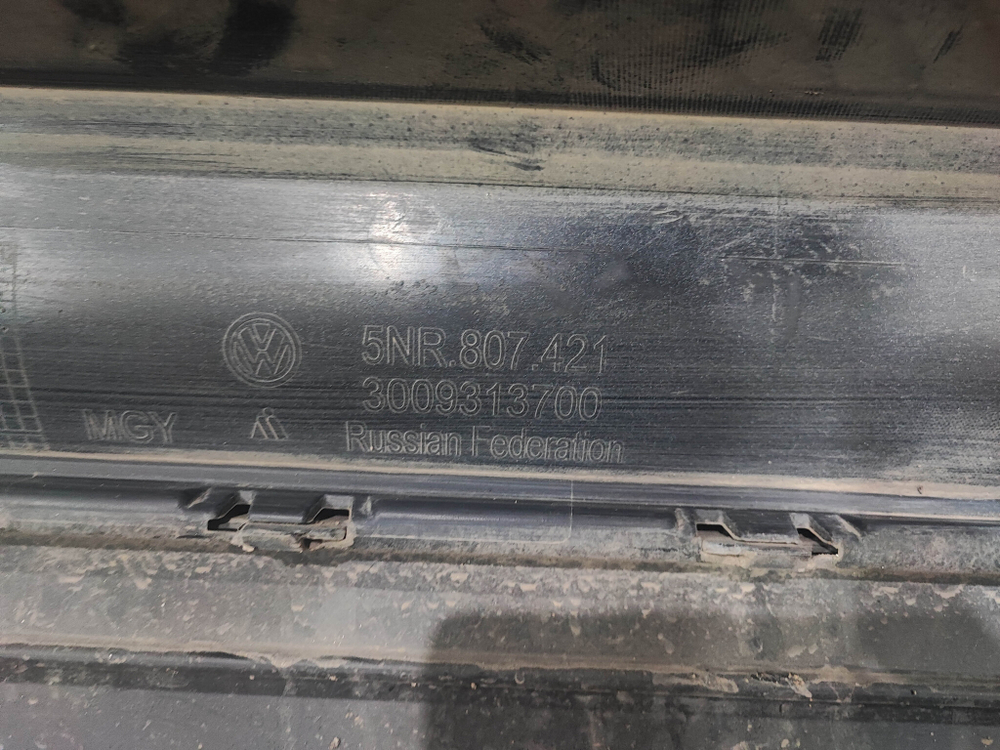 5NR.807.421
3009313700
MGY
Russian Federation